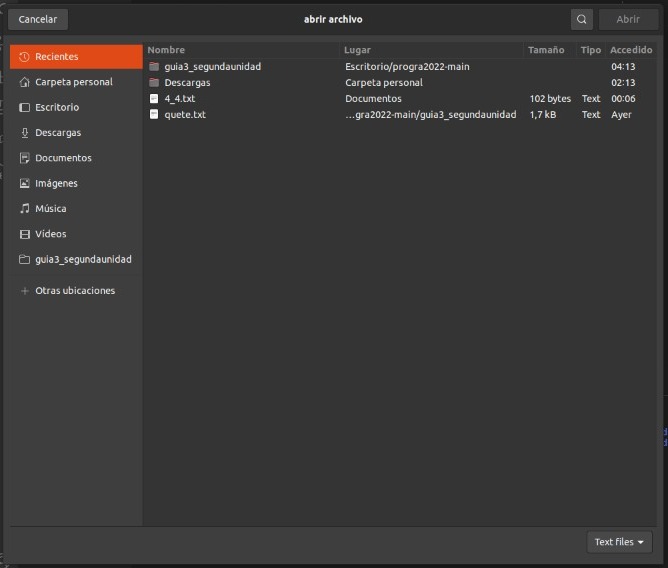 Cancelar abrir archivo Abrir
Recientes
Carpeta personal
Escritorio
Descargas
Documentos
Imágenes
Música
Vídeos
guia3_segundaunidad
Otras ubicaciones
Nombre Lugar Tamaño Tipo Accedido
guia3_segundaunidad Escritorio/progra2022-main 04:13
Descargas Carpeta personal 02:13
4_4.txt Documentos 102 bytes Text 00:06
quete.txt …gra2022-main/guia3_segundaunidad 1,7 kB Text Ayer
Text files